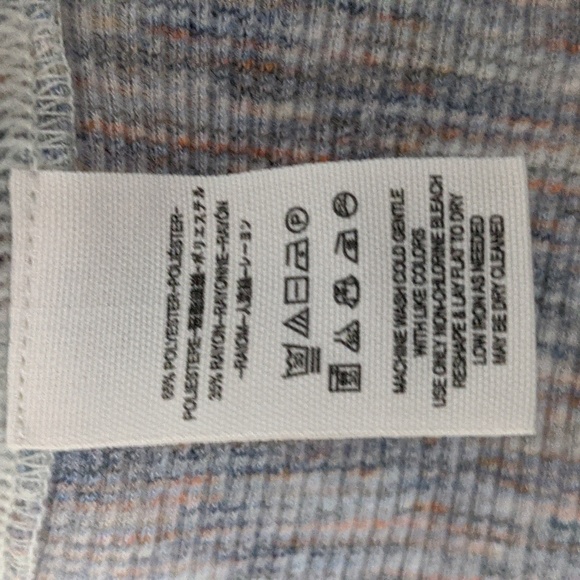 65% POLYESTER-POLIÉSTER-
POLIESTERE-聚酯纖維-ポリエステル
35% RAYON-RAYONNE-RAYÓN
-RAYOM-人造絲-レーヨン
P
MACHINE WASH COLD GENTLE
WITH LIKE COLORS
USE ONLY NON-CHLORINE BLEACH
RESHAPE & LAY FLAT TO DRY
LOW IRON AS NEEDED
MAY BE DRY CLEANED